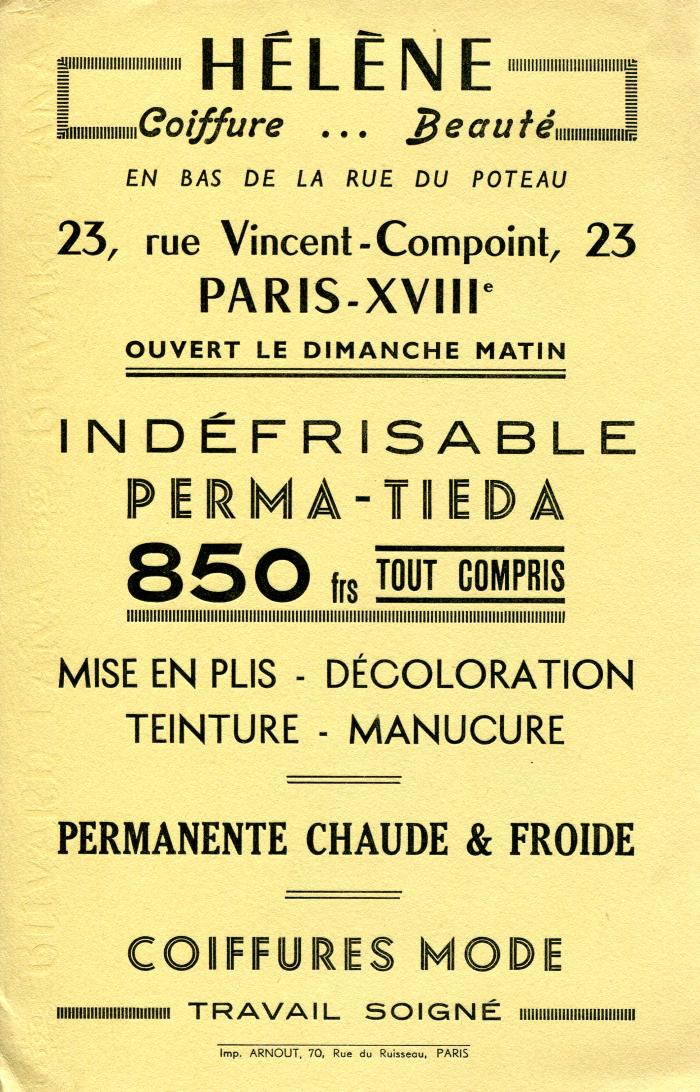 HÉLÈNE
Coiffure ... Beauté
EN BAS DE LA RUE DU POTEAU
23, rue Vincent-Compoint, 23
PARIS-XVIIIe
OUVERT LE DIMANCHE MATIN
INDÉFRISABLE
PERMA-TIEDA
850 frs TOUT COMPRIS
MISE EN PLIS - DÉCOLORATION
TEINTURE - MANUCURE
PERMANENTE CHAUDE & FROIDE
COIFFURES MODE
TRAVAIL SOIGNÉ
Imp. ARNOUT, 70, Rue du Ruisseau, PARIS